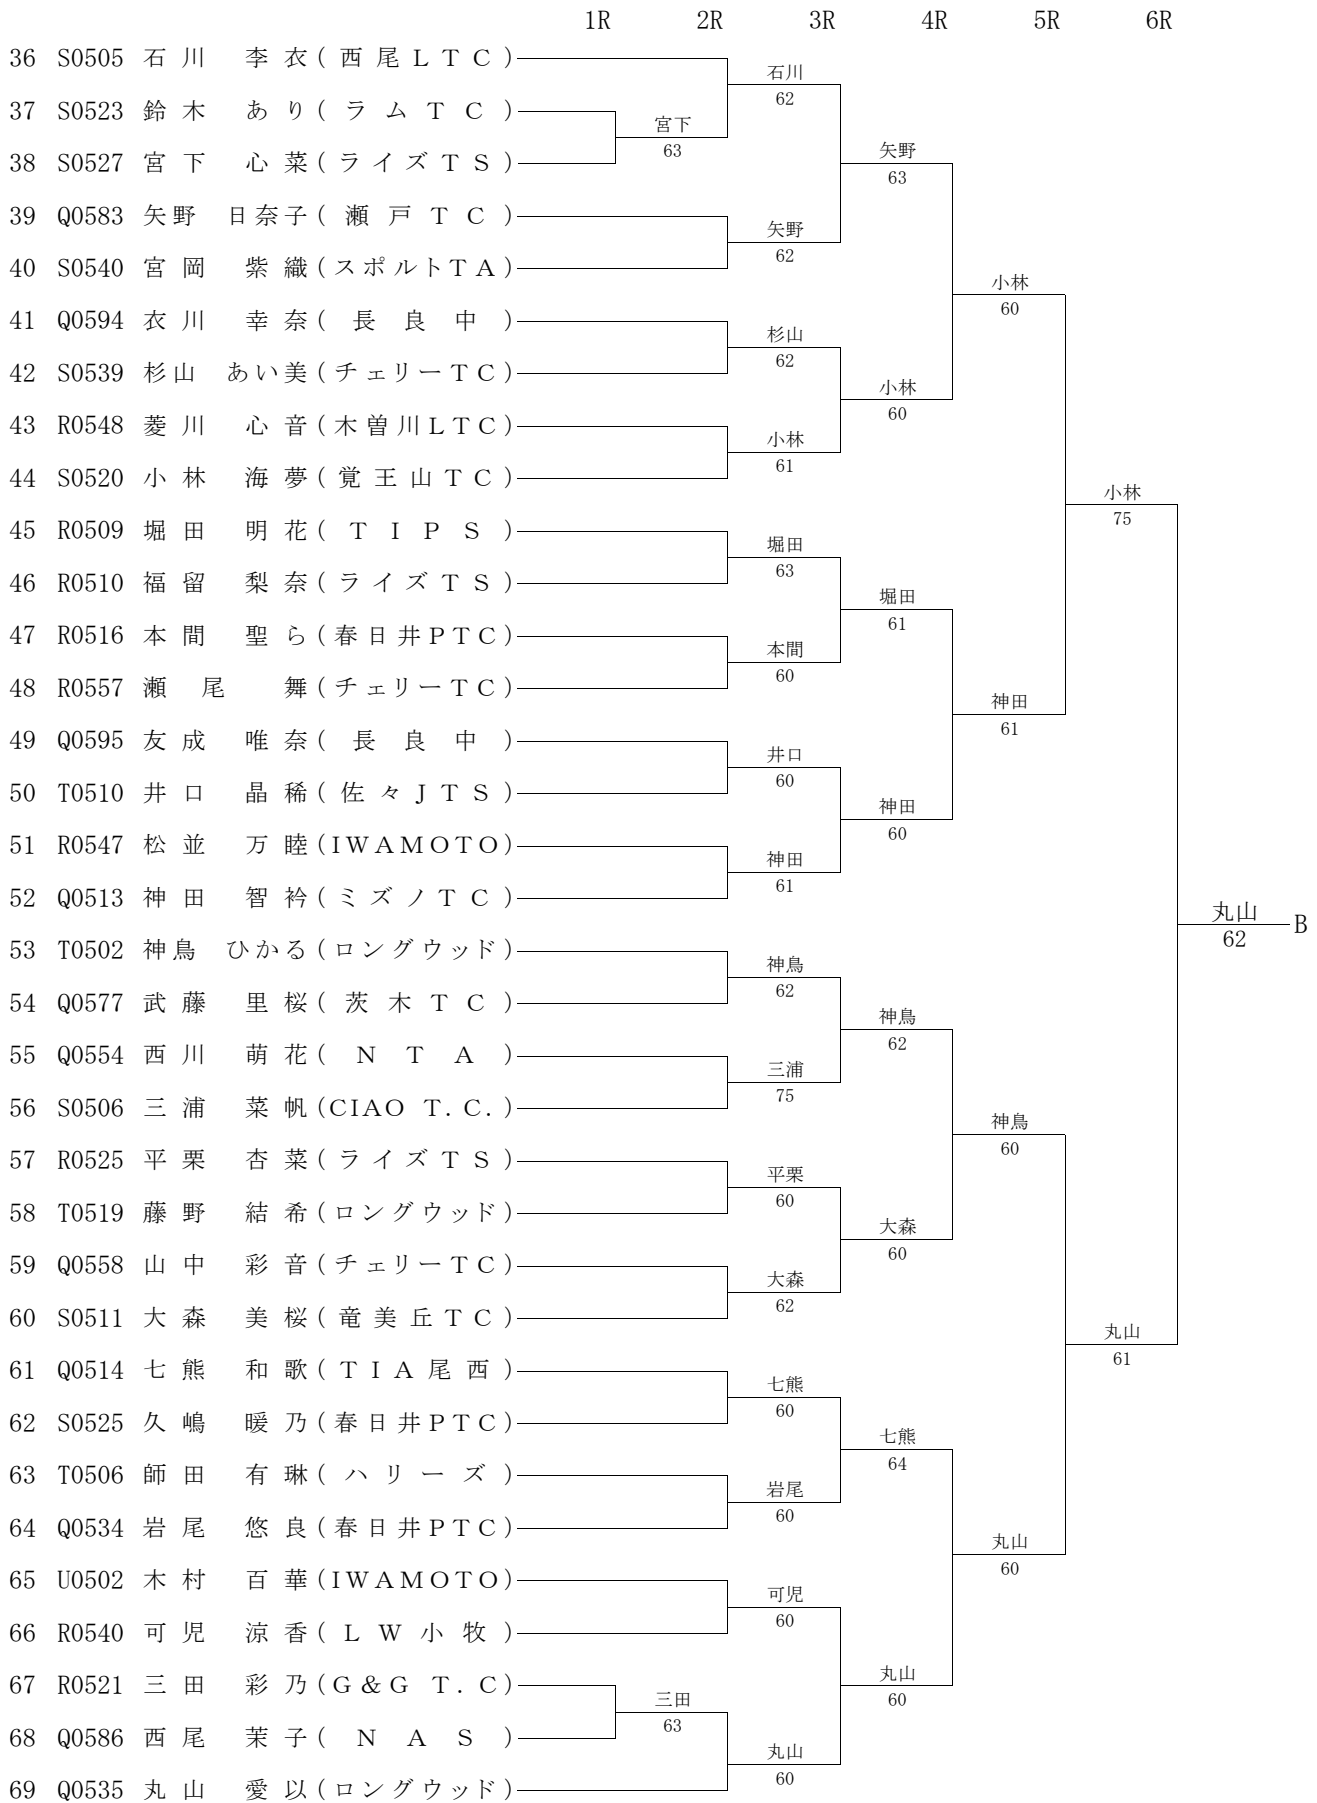 1R 2R 3R 4R 5R 6R
36 S0505 石川 李衣(西尾LTC)
石川
62
37 S0523 鈴木 あり(ラムTC)
宮下
63
矢野
63
38 S0527 宮下 心菜(ライズTS)
39 Q0583 矢野 日奈子(瀬戸TC)
矢野
62
40 S0540 宮岡 紫織(スポルトTA)
小林
60
41 Q0594 衣川 幸奈(長良中)
杉山
62
42 S0539 杉山 あい美(チェリーTC)
小林
60
43 R0548 菱川 心音(木曽川LTC)
小林
61
44 S0520 小林 海夢(覚王山TC)
小林
75
45 R0509 堀田 明花(TIPS)
堀田
63
46 R0510 福留 梨奈(ライズTS)
堀田
61
47 R0516 本間 聖ら(春日井PTC)
本間
60
48 R0557 瀬尾 舞(チェリーTC)
神田
61
49 Q0595 友成 唯奈(長良中)
井口
60
50 T0510 井口 晶稀(佐々JTS)
神田
60
51 R0547 松並 万睦(IWAMOTO)
神田
61
52 Q0513 神田 智衿(ミズノTC)
丸山
62
B
53 T0502 神鳥 ひかる(ロングウッド)
神鳥
62
54 Q0577 武藤 里桜(茨木TC)
神鳥
62
55 Q0554 西川 萌花(NTA)
三浦
75
56 S0506 三浦 菜帆(CIAO T.C.)
神鳥
60
57 R0525 平栗 杏菜(ライズTS)
平栗
60
58 T0519 藤野 結希(ロングウッド)
大森
60
59 Q0558 山中 彩音(チェリーTC)
大森
62
60 S0511 大森 美桜(竜美丘TC)
丸山
61
61 Q0514 七熊 和歌(TIA尾西)
七熊
60
62 S0525 久嶋 暖乃(春日井PTC)
七熊
64
63 T0506 師田 有琳(ハリーズ)
岩尾
60
64 Q0534 岩尾 悠良(春日井PTC)
丸山
60
65 U0502 木村 百華(IWAMOTO)
可児
60
66 R0540 可児 涼香(LW小牧)
丸山
60
67 R0521 三田 彩乃(G&G T.C)
三田
63
68 Q0586 西尾 茉子(NAS)
丸山
60
69 Q0535 丸山 愛以(ロングウッド)